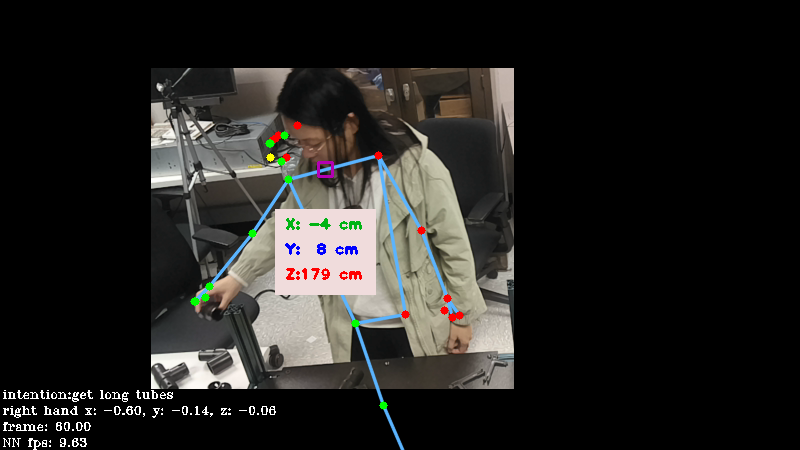 X: -4 cm
Y: 8 cm
Z:179 cm
intention:get long tubes
right hand x: -0.60, y: -0.14, z: -0.06
frame: 60.00
NN fps: 9.63